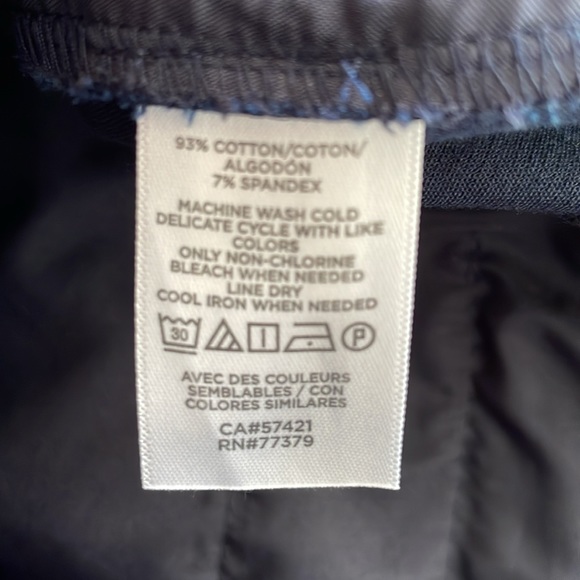 93% COTTON/COTON/
ALGODÓN
7% SPANDEX
MACHINE WASH COLD
DELICATE CYCLE WITH LIKE
COLORS
ONLY NON-CHLORINE
BLEACH WHEN NEEDED
LINE DRY
COOL IRON WHEN NEEDED
30 P
AVEC DES COULEURS
SEMBLABLES / CON
COLORES SIMILARES
CA#57421
RN#77379